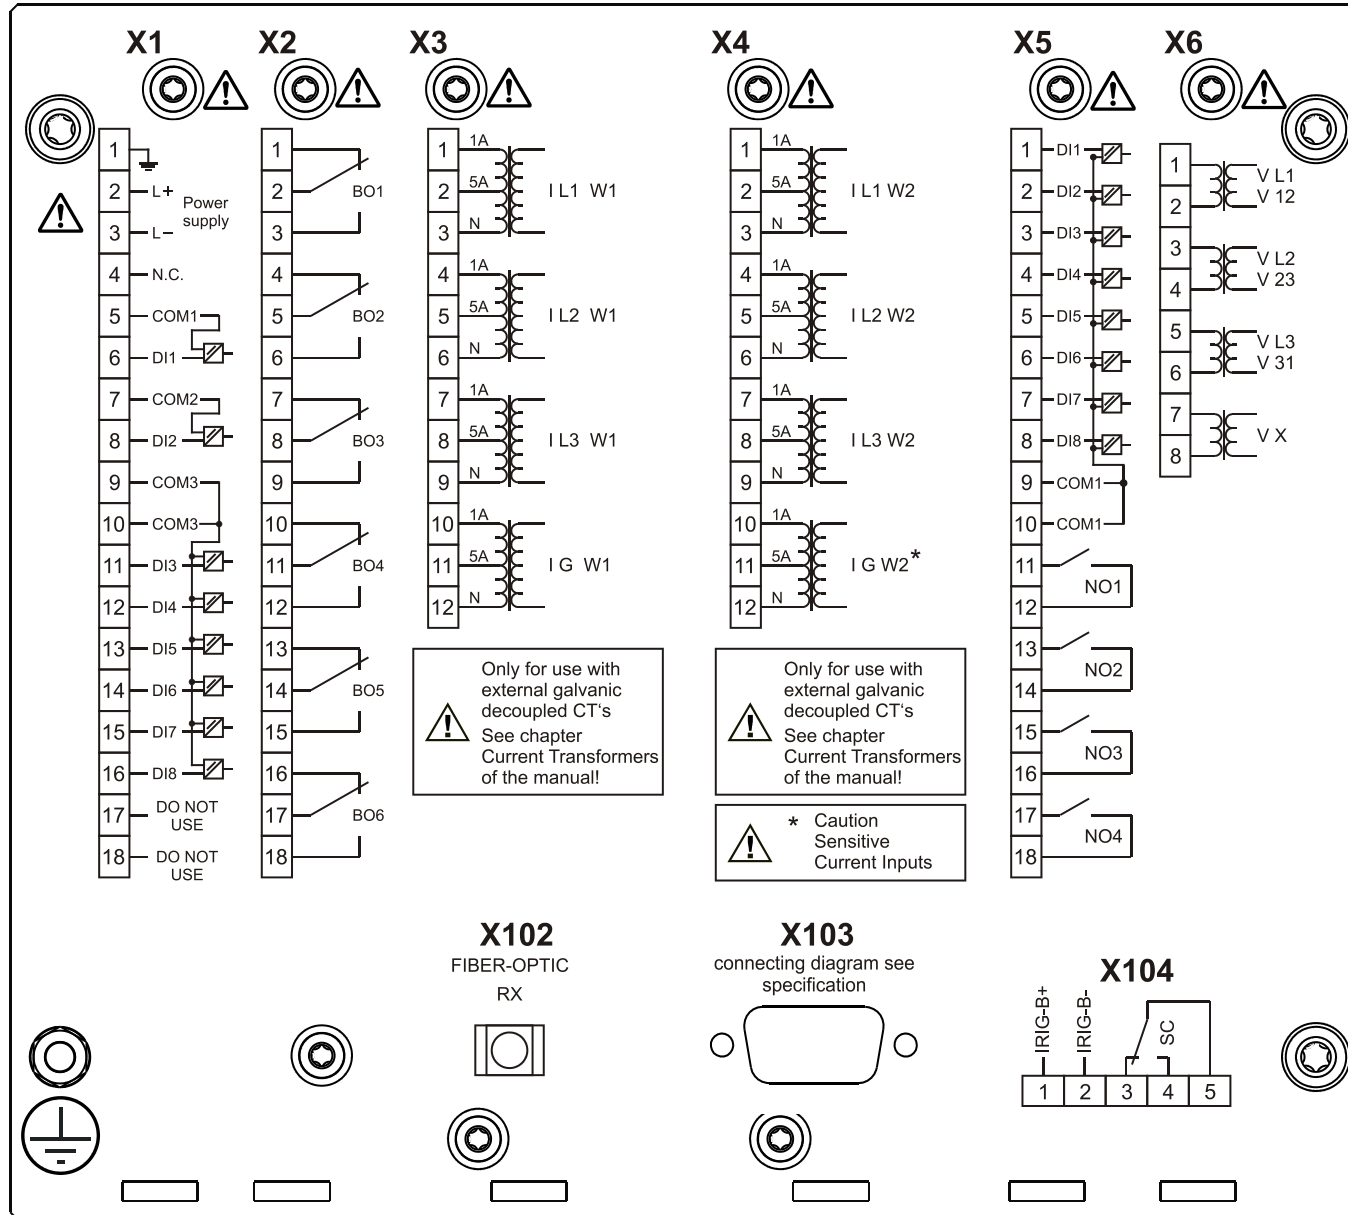 X1 X2 X3 X4 X5 X6
1
2 L+
3 L–
Power
supply
4 N.C.
5 COM1
6 DI1
7 COM2
8 DI2
9 COM3
10 COM3
11 DI3
12 DI4
13 DI5
14 DI6
15 DI7
16 DI8
17 DO NOT
USE
18 DO NOT
USE
1
2 BO1
3
4
5 BO2
6
7
8 BO3
9
10
11 BO4
12
13
14 BO5
15
16
17 BO6
18
1 1A
2 5A I L1 W1
3 N
4 1A
5 5A I L2 W1
6 N
7 1A
8 5A I L3 W1
9 N
10 1A
11 5A I G W1
12 N
Only for use with
external galvanic
decoupled CT's
See chapter
Current Transformers
of the manual!
1 1A
2 5A I L1 W2
3 N
4 1A
5 5A I L2 W2
6 N
7 1A
8 5A I L3 W2
9 N
10 1A
11 5A I G W2*
12 N
Only for use with
external galvanic
decoupled CT's
See chapter
Current Transformers
of the manual!
* Caution
Sensitive
Current Inputs
1 DI1
2 DI2
3 DI3
4 DI4
5 DI5
6 DI6
7 DI7
8 DI8
9 COM1
10 COM1
11
NO1
12
13
NO2
14
15
NO3
16
17
NO4
18
1 V L1
2 V 12
3 V L2
4 V 23
5 V L3
6 V 31
7
V X
8
X102
FIBER-OPTIC
RX
X103
connecting diagram see
specification
X104
IRIG-B+
IRIG-B-
SC
1 2 3 4 5